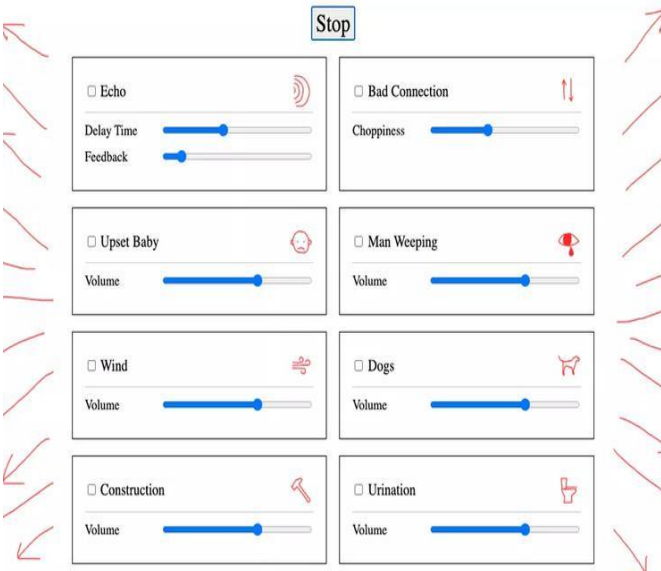 Stop
Echo
Delay Time
Feedback
Bad Connection
Choppiness
Upset Baby
Volume
Man Weeping
Volume
Wind
Volume
Dogs
Volume
Construction
Volume
Urination
Volume